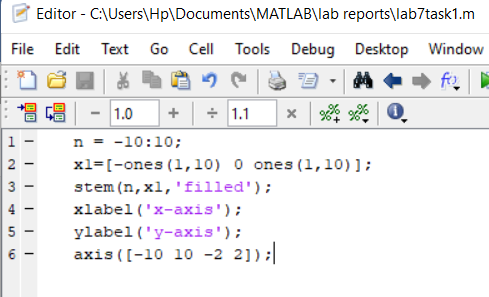 Editor - C:\Users\Hp\Documents\MATLAB\lab reports\lab7task1.m
File Edit Text Go Cell Tools Debug Desktop Window
- 1.0 + ÷ 1.1 ×
1 - n = -10:10;
2 - x1=[-ones(1,10) 0 ones(1,10)];
3 - stem(n,x1,'filled');
4 - xlabel('x-axis');
5 - ylabel('y-axis');
6 - axis([-10 10 -2 2]);